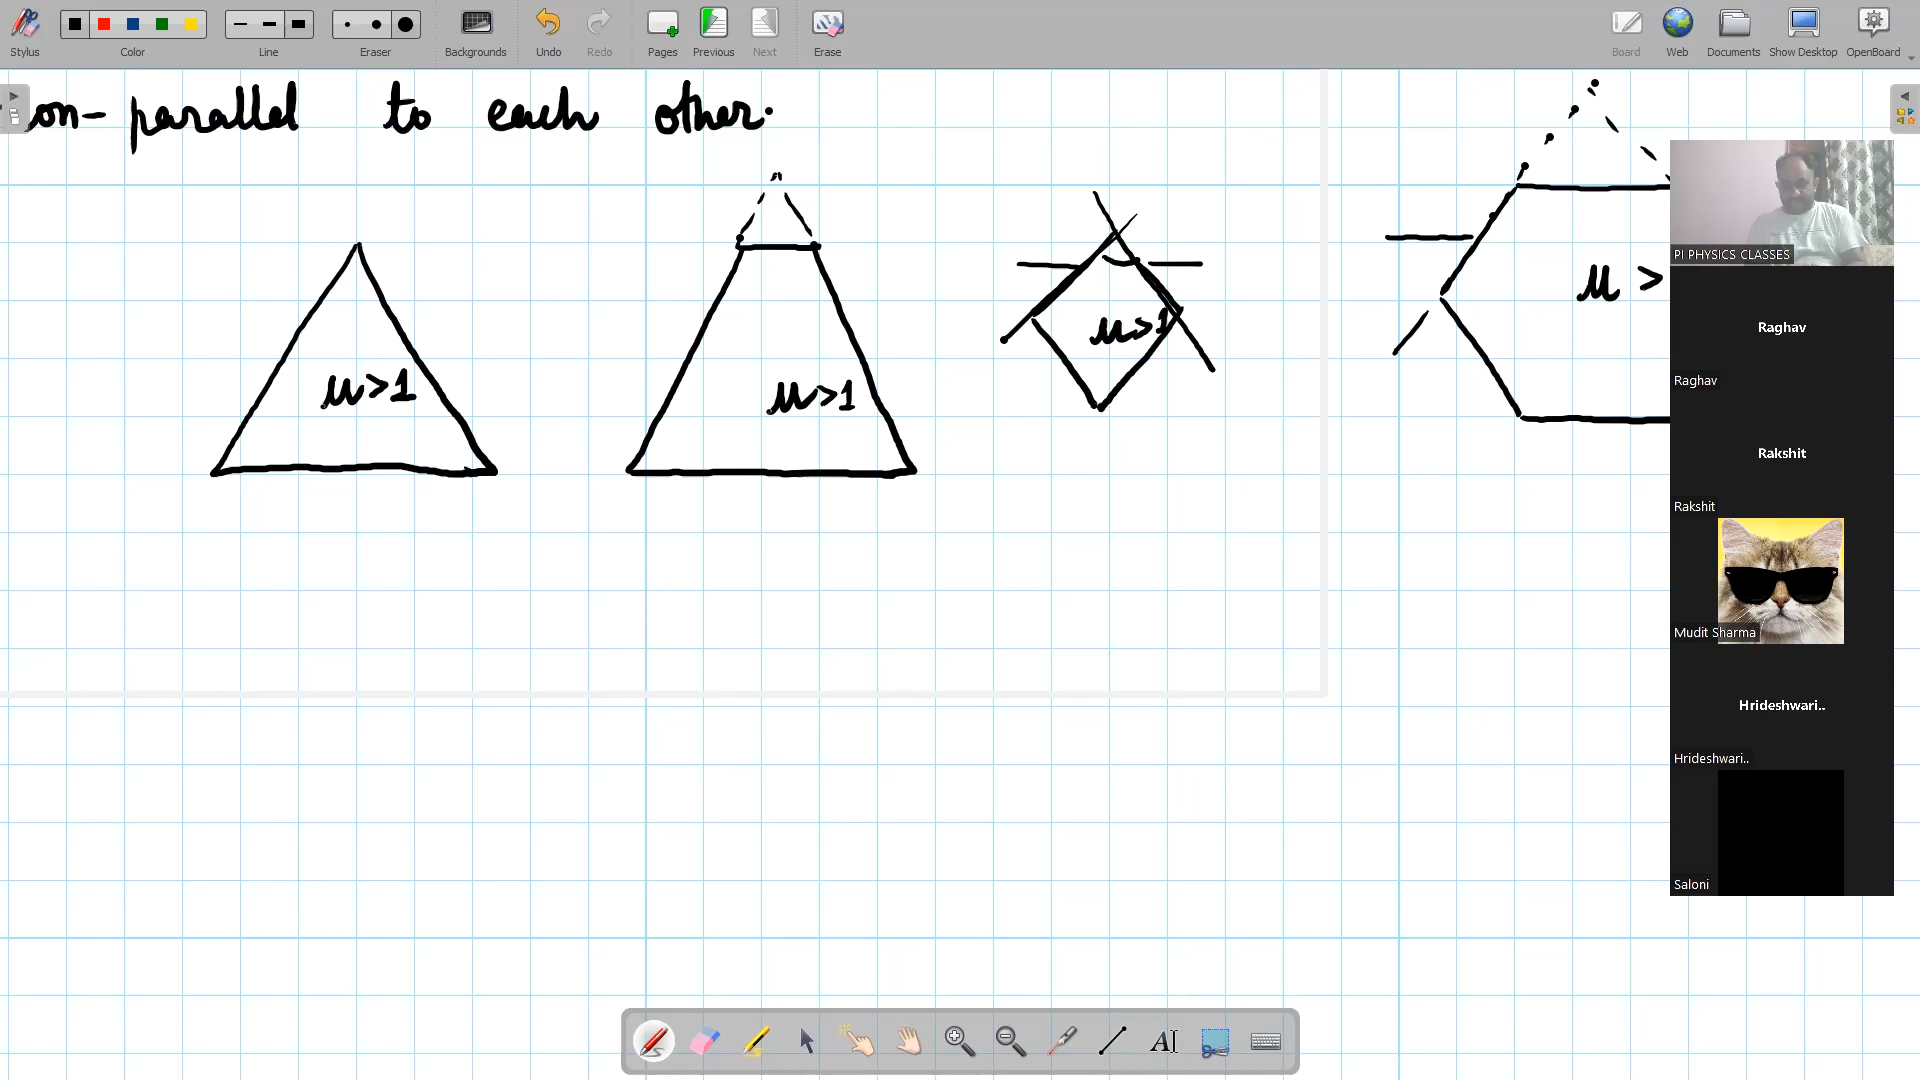 Stylus Color Line Eraser Backgrounds Undo Redo Pages Previous Next Erase Board Web Documents Show Desktop OpenBoard
on- parallel to each other.
μ>1
μ>1
μ>1
μ >
PI PHYSICS CLASSES
Raghav
Raghav
Rakshit
Rakshit
Mudit Sharma
Hrideshwari..
Hrideshwari..
Saloni